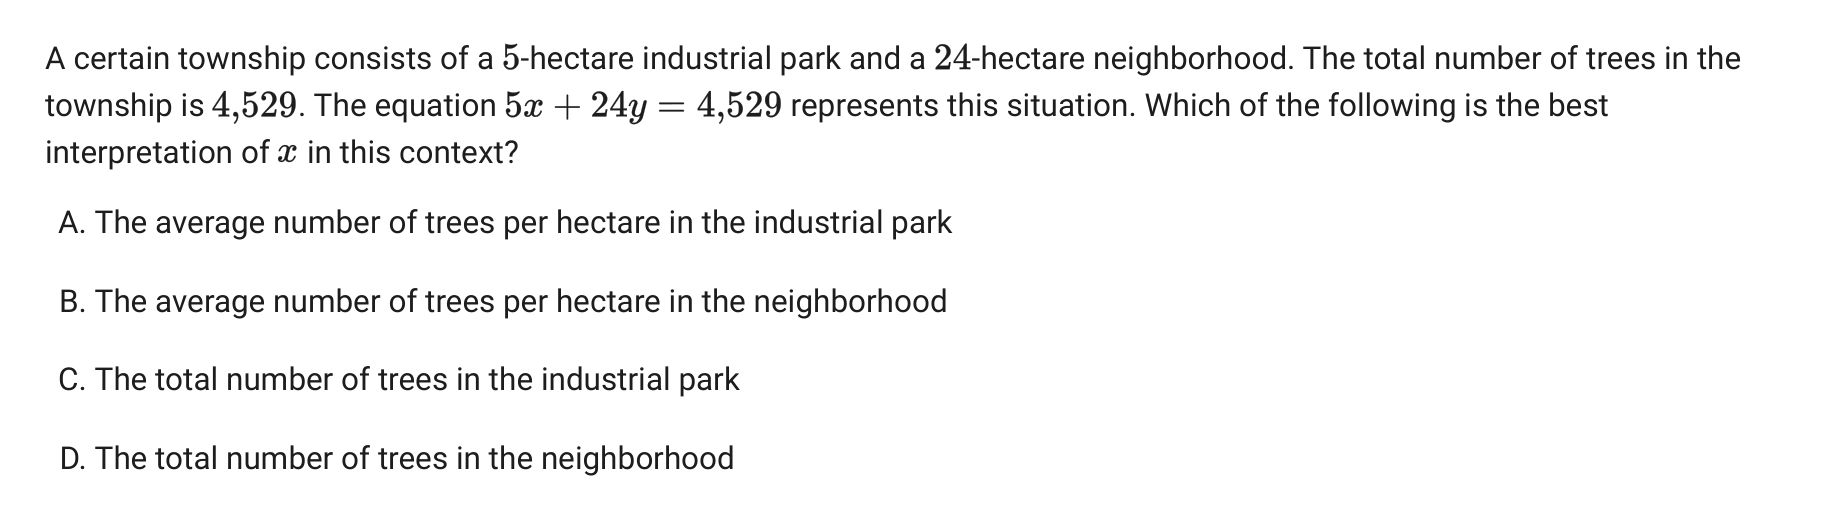 A certain township consists of a 5-hectare industrial park and a 24-hectare neighborhood. The total number of trees in the
township is 4,529. The equation 5x + 24y = 4,529 represents this situation. Which of the following is the best
interpretation of x in this context?
A. The average number of trees per hectare in the industrial park
B. The average number of trees per hectare in the neighborhood
C. The total number of trees in the industrial park
D. The total number of trees in the neighborhood